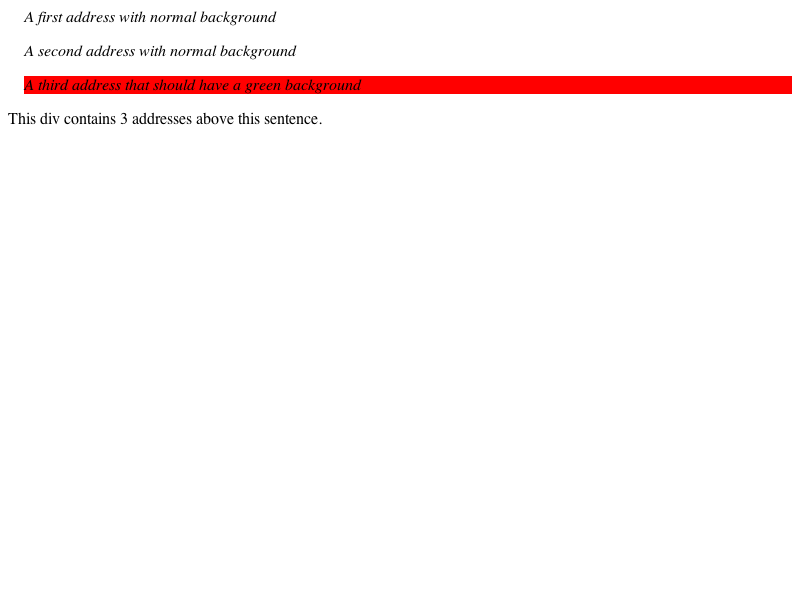 A first address with normal background
A second address with normal background
A third address that should have a green background
This div contains 3 addresses above this sentence.